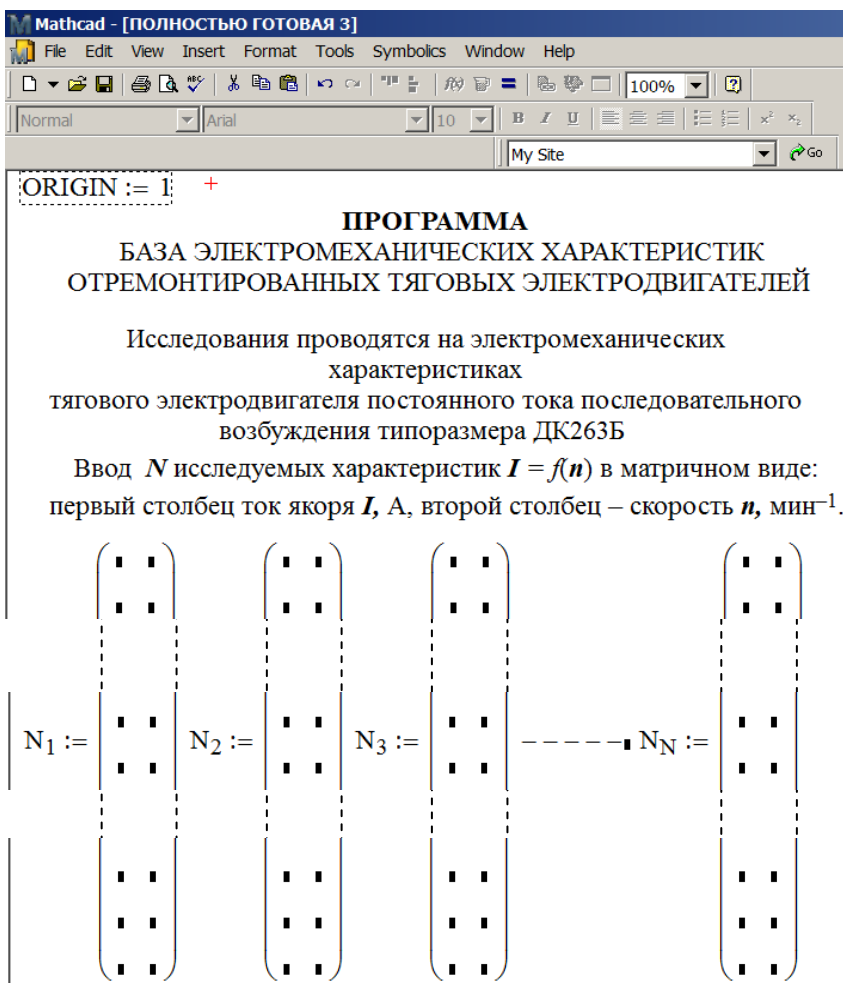 Mathcad - [ПОЛНОСТЬЮ ГОТОВАЯ 3]
File Edit View Insert Format Tools Symbolics Window Help
100%
Normal Arial 10 B I U x² x₂
My Site Go
ORIGIN := 1
ПРОГРАММА
БАЗА ЭЛЕКТРОМЕХАНИЧЕСКИХ ХАРАКТЕРИСТИК
ОТРЕМОНТИРОВАННЫХ ТЯГОВЫХ ЭЛЕКТРОДВИГАТЕЛЕЙ
Исследования проводятся на электромеханических
характеристиках
тягового электродвигателя постоянного тока последовательного
возбуждения типоразмера ДК263Б
Ввод N исследуемых характеристик I = f(n) в матричном виде:
первый столбец ток якоря I, А, второй столбец – скорость n, мин⁻¹.
N₁ := N₂ := N₃ := – – – – – N_N :=